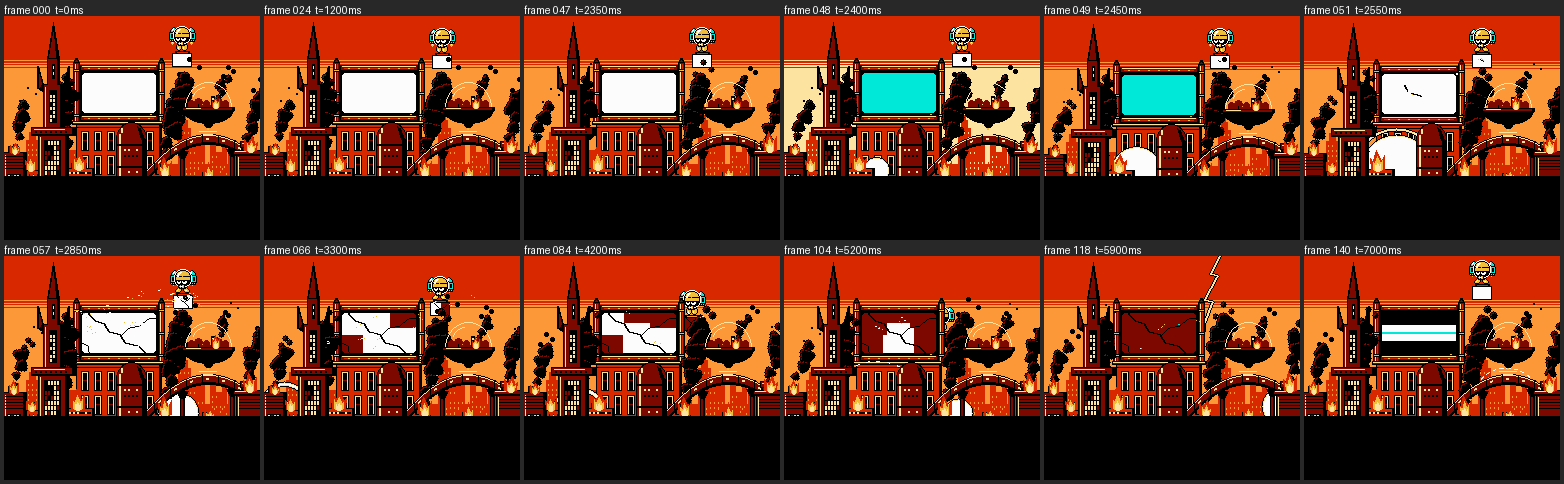 frame 000 t=0ms
frame 024 t=1200ms
frame 047 t=2350ms
frame 048 t=2400ms
frame 049 t=2450ms
frame 051 t=2550ms
frame 057 t=2850ms
frame 066 t=3300ms
frame 084 t=4200ms
frame 104 t=5200ms
frame 118 t=5900ms
frame 140 t=7000ms